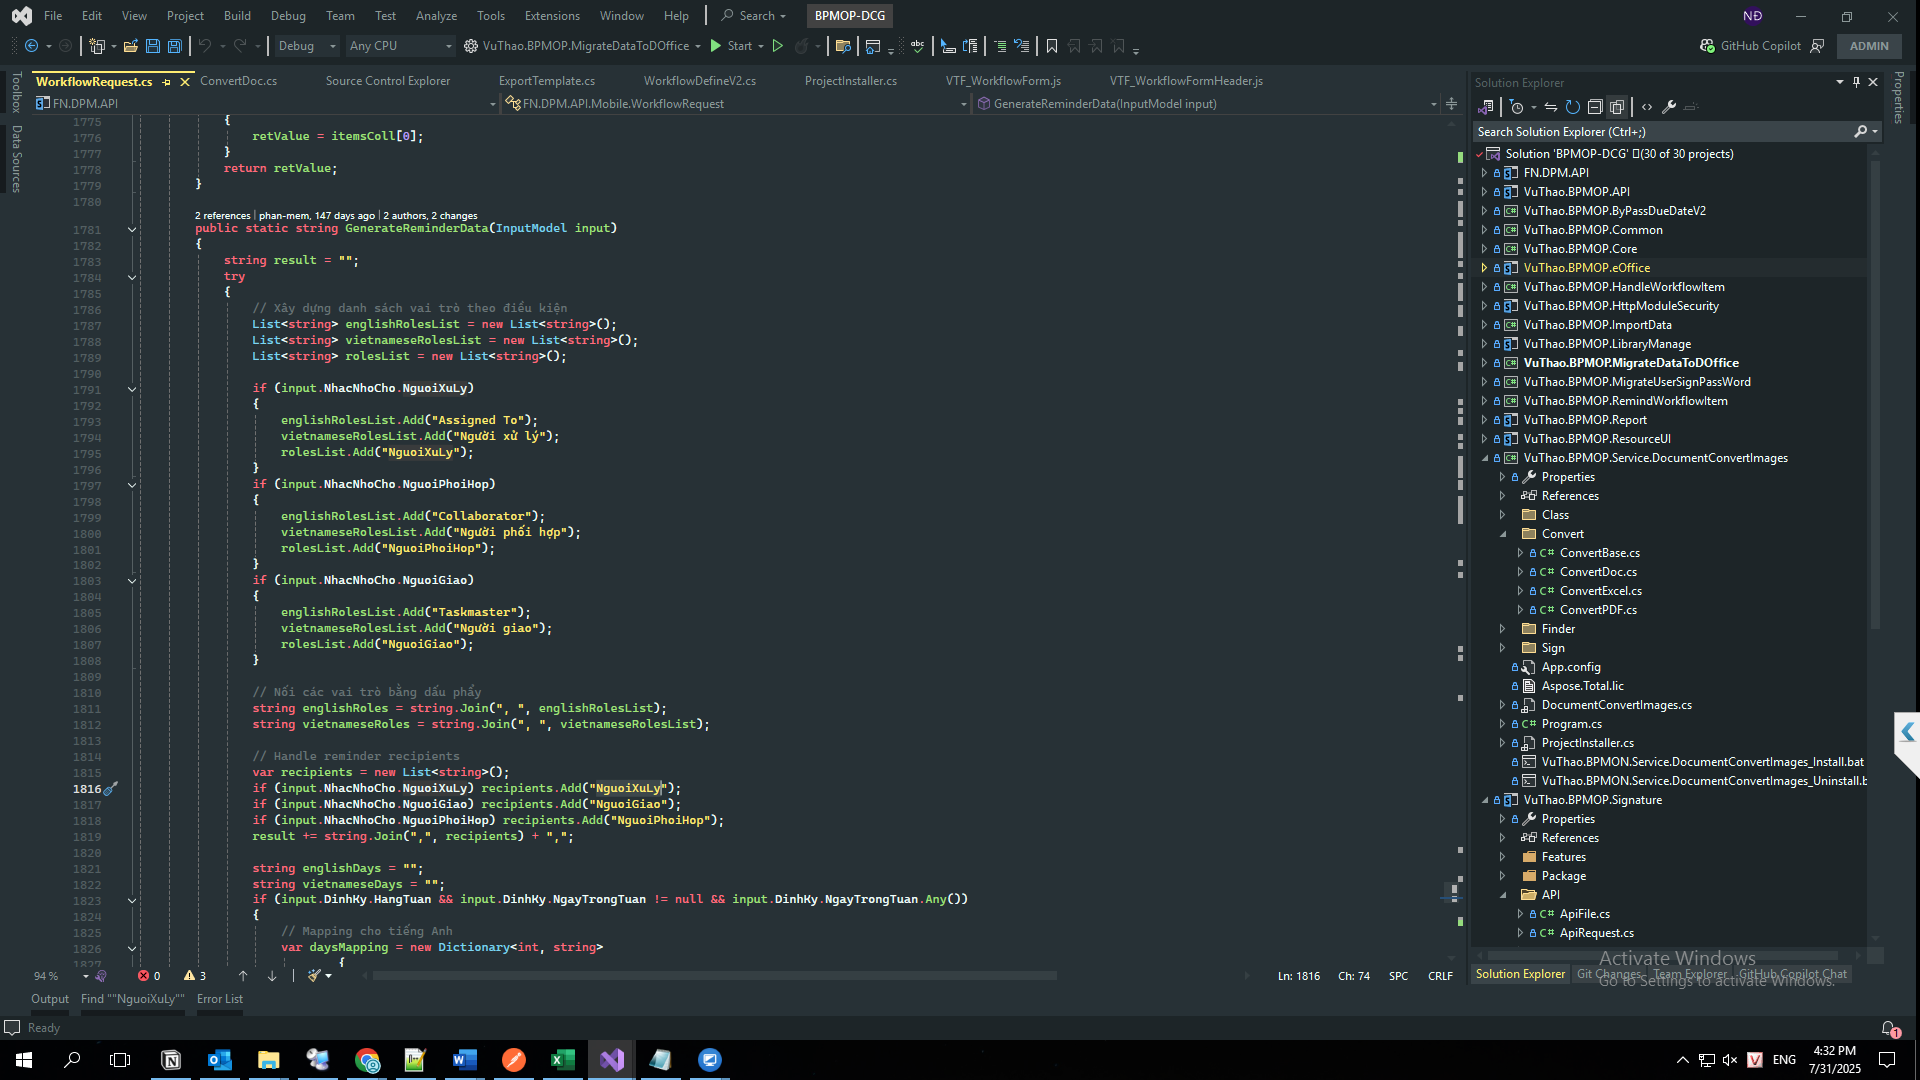 File Edit View Project Build Debug Team Test Analyze Tools Extensions Window Help Search BPMOP-DCG NĐ
Debug Any CPU VuThao.BPMOP.MigrateDataToDOffice Start GitHub Copilot ADMIN
WorkflowRequest.cs ConvertDoc.cs Source Control Explorer ExportTemplate.cs WorkflowDefineV2.cs ProjectInstaller.cs VTF_WorkflowForm.js VTF_WorkflowFormHeader.js
FN.DPM.API FN.DPM.API.Mobile.WorkflowRequest GenerateReminderData(InputModel input)
Toolbox
Data Sources
1775 {
1776 retValue = itemsColl[0];
1777 }
1778 return retValue;
1779 }
1780
2 references | phan-mem, 147 days ago | 2 authors, 2 changes
1781 public static string GenerateReminderData(InputModel input)
1782 {
1783 string result = "";
1784 try
1785 {
1786 // Xây dựng danh sách vai trò theo điều kiện
1787 List<string> englishRolesList = new List<string>();
1788 List<string> vietnameseRolesList = new List<string>();
1789 List<string> rolesList = new List<string>();
1790
1791 if (input.NhacNhoCho.NguoiXuLy)
1792 {
1793 englishRolesList.Add("Assigned To");
1794 vietnameseRolesList.Add("Người xử lý");
1795 rolesList.Add("NguoiXuLy");
1796 }
1797 if (input.NhacNhoCho.NguoiPhoiHop)
1798 {
1799 englishRolesList.Add("Collaborator");
1800 vietnameseRolesList.Add("Người phối hợp");
1801 rolesList.Add("NguoiPhoiHop");
1802 }
1803 if (input.NhacNhoCho.NguoiGiao)
1804 {
1805 englishRolesList.Add("Taskmaster");
1806 vietnameseRolesList.Add("Người giao");
1807 rolesList.Add("NguoiGiao");
1808 }
1809
1810 // Nối các vai trò bằng dấu phẩy
1811 string englishRoles = string.Join(", ", englishRolesList);
1812 string vietnameseRoles = string.Join(", ", vietnameseRolesList);
1813
1814 // Handle reminder recipients
1815 var recipients = new List<string>();
1816 if (input.NhacNhoCho.NguoiXuLy) recipients.Add("NguoiXuLy");
1817 if (input.NhacNhoCho.NguoiGiao) recipients.Add("NguoiGiao");
1818 if (input.NhacNhoCho.NguoiPhoiHop) recipients.Add("NguoiPhoiHop");
1819 result += string.Join(",", recipients) + ",";
1820
1821 string englishDays = "";
1822 string vietnameseDays = "";
1823 if (input.DinhKy.HangTuan && input.DinhKy.NgayTrongTuan != null && input.DinhKy.NgayTrongTuan.Any())
1824 {
1825 // Mapping cho tiếng Anh
1826 var daysMapping = new Dictionary<int, string>
1827 {
94 % 0 3 Ln: 1816 Ch: 74 SPC CRLF
Output Find ""NguoiXuLy"" Error List
Ready
Solution Explorer
Properties
Search Solution Explorer (Ctrl+;)
Solution 'BPMOP-DCG' (30 of 30 projects)
FN.DPM.API
VuThao.BPMOP.API
VuThao.BPMOP.ByPassDueDateV2
VuThao.BPMOP.Common
VuThao.BPMOP.Core
VuThao.BPMOP.eOffice
VuThao.BPMOP.HandleWorkflowItem
VuThao.BPMOP.HttpModuleSecurity
VuThao.BPMOP.ImportData
VuThao.BPMOP.LibraryManage
VuThao.BPMOP.MigrateDataToDOffice
VuThao.BPMOP.MigrateUserSignPassWord
VuThao.BPMOP.RemindWorkflowItem
VuThao.BPMOP.Report
VuThao.BPMOP.ResourceUI
VuThao.BPMOP.Service.DocumentConvertImages
Properties
References
Class
Convert
C# ConvertBase.cs
C# ConvertDoc.cs
C# ConvertExcel.cs
C# ConvertPDF.cs
Finder
Sign
App.config
Aspose.Total.lic
DocumentConvertImages.cs
C# Program.cs
ProjectInstaller.cs
VuThao.BPMON.Service.DocumentConvertImages_Install.bat
VuThao.BPMON.Service.DocumentConvertImages_Uninstall.b
VuThao.BPMOP.Signature
Properties
References
Features
Package
API
C# ApiFile.cs
C# ApiRequest.cs
Activate Windows
Go to Settings to activate Windows.
Solution Explorer Git Changes Team Explorer GitHub Copilot Chat
1
ENG
4:32 PM
7/31/2025